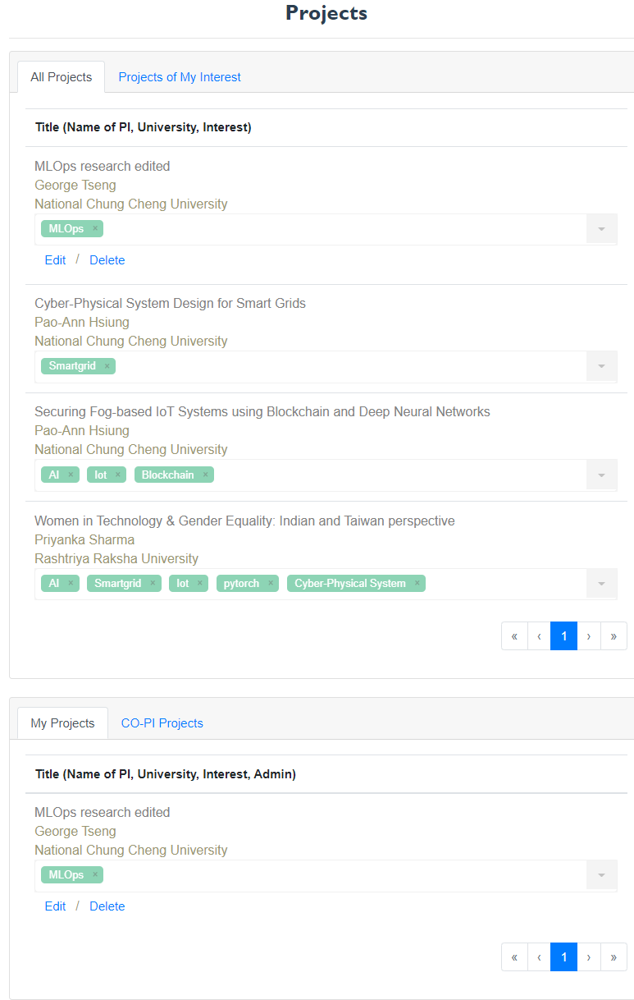 Projects
All Projects Projects of My Interest
Title (Name of PI, University, Interest)
MLOps research edited
George Tseng
National Chung Cheng University
MLOps ×
Edit / Delete
Cyber-Physical System Design for Smart Grids
Pao-Ann Hsiung
National Chung Cheng University
Smartgrid ×
Securing Fog-based IoT Systems using Blockchain and Deep Neural Networks
Pao-Ann Hsiung
National Chung Cheng University
AI × Iot × Blockchain ×
Women in Technology & Gender Equality: Indian and Taiwan perspective
Priyanka Sharma
Rashtriya Raksha University
AI × Smartgrid × Iot × pytorch × Cyber-Physical System ×
« ‹ 1 › »
My Projects CO-PI Projects
Title (Name of PI, University, Interest, Admin)
MLOps research edited
George Tseng
National Chung Cheng University
MLOps ×
Edit / Delete
« ‹ 1 › »